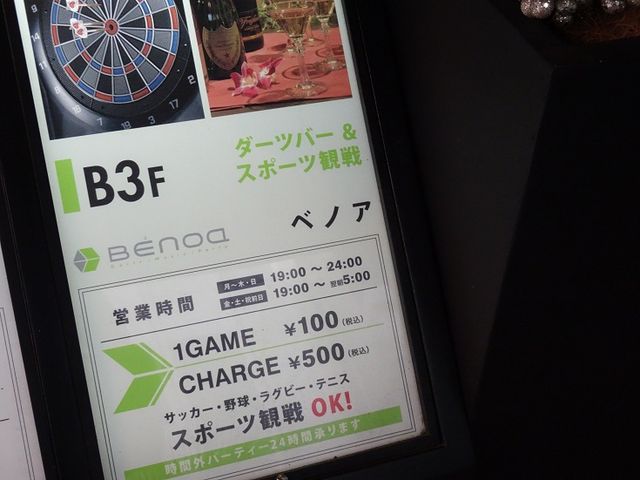 ダーツバー &
スポーツ観戦
B3F
ベノア
BÉNOA
営業時間
月〜木・日 19:00 〜 24:00
金・土・祝前日 19:00 〜 翌朝5:00
1GAME ¥100(税込)
CHARGE ¥500(税込)
サッカー・野球・ラグビー・テニス
スポーツ観戦 OK!
時間外パーティー24時間承ります